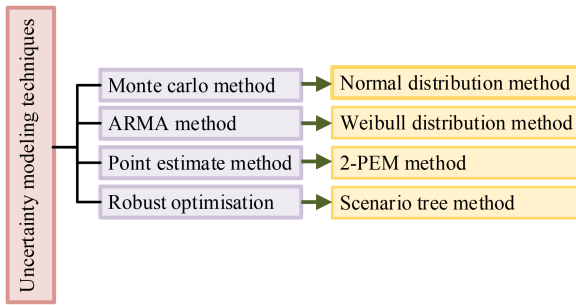 Uncertainty modeling techniques
Monte carlo method
Normal distribution method
ARMA method
Weibull distribution method
Point estimate method
2-PEM method
Robust optimisation
Scenario tree method